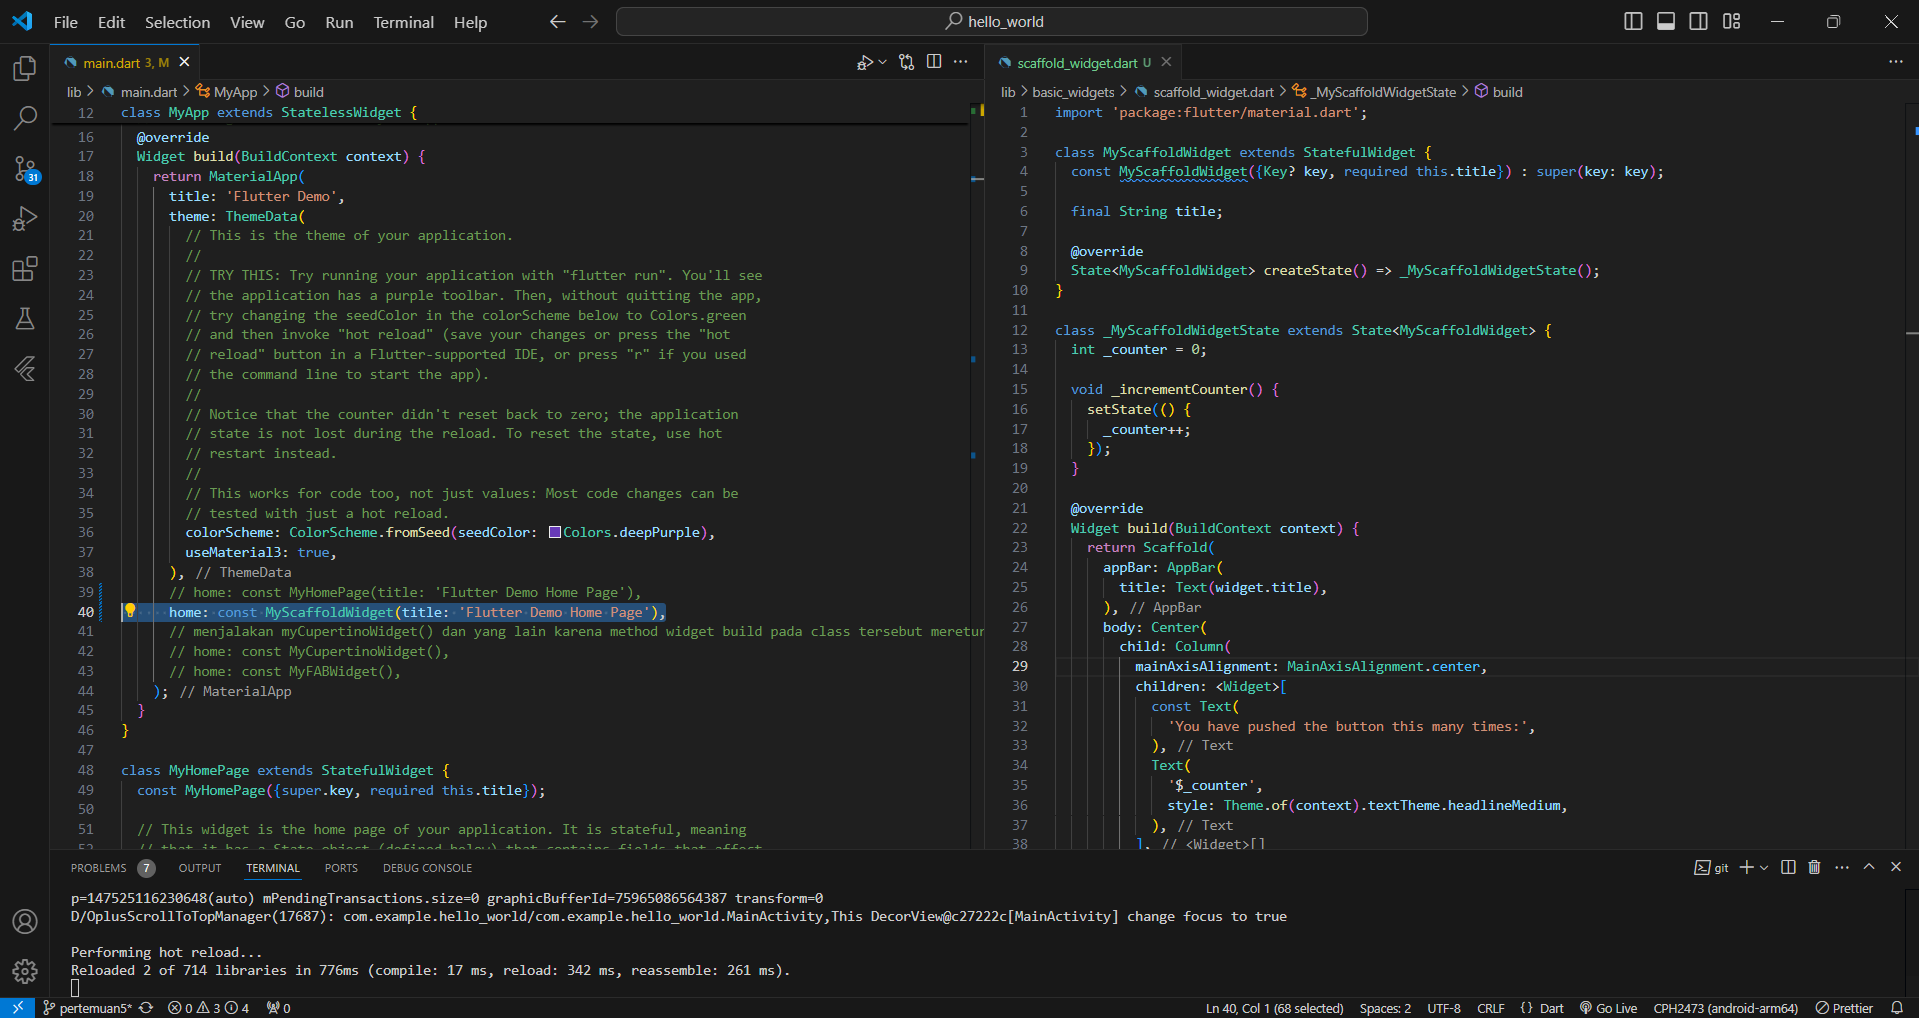 File Edit Selection View Go Run Terminal Help
hello_world
main.dart 3, M
lib > main.dart > MyApp > build
12 class MyApp extends StatelessWidget {
16 @override
17 Widget build(BuildContext context) {
18 return MaterialApp(
19 title: 'Flutter Demo',
20 theme: ThemeData(
21 // This is the theme of your application.
22 //
23 // TRY THIS: Try running your application with "flutter run". You'll see
24 // the application has a purple toolbar. Then, without quitting the app,
25 // try changing the seedColor in the colorScheme below to Colors.green
26 // and then invoke "hot reload" (save your changes or press the "hot
27 // reload" button in a Flutter-supported IDE, or press "r" if you used
28 // the command line to start the app).
29 //
30 // Notice that the counter didn't reset back to zero; the application
31 // state is not lost during the reload. To reset the state, use hot
32 // restart instead.
33 //
34 // This works for code too, not just values: Most code changes can be
35 // tested with just a hot reload.
36 colorScheme: ColorScheme.fromSeed(seedColor: Colors.deepPurple),
37 useMaterial3: true,
38 ), // ThemeData
39 // home: const MyHomePage(title: 'Flutter Demo Home Page'),
40 home: const MyScaffoldWidget(title: 'Flutter Demo Home Page'),
41 // menjalakan myCupertinoWidget() dan yang lain karena method widget build pada class tersebut meretur
42 // home: const MyCupertinoWidget(),
43 // home: const MyFABWidget(),
44 ); // MaterialApp
45 }
46 }
47
48 class MyHomePage extends StatefulWidget {
49 const MyHomePage({super.key, required this.title});
50
51 // This widget is the home page of your application. It is stateful, meaning
52 // that it has a State object (defined below) that contains fields that affect
scaffold_widget.dart U
lib > basic_widgets > scaffold_widget.dart > _MyScaffoldWidgetState > build
1 import 'package:flutter/material.dart';
2
3 class MyScaffoldWidget extends StatefulWidget {
4 const MyScaffoldWidget({Key? key, required this.title}) : super(key: key);
5
6 final String title;
7
8 @override
9 State<MyScaffoldWidget> createState() => _MyScaffoldWidgetState();
10 }
11
12 class _MyScaffoldWidgetState extends State<MyScaffoldWidget> {
13 int _counter = 0;
14
15 void _incrementCounter() {
16 setState(() {
17 _counter++;
18 });
19 }
20
21 @override
22 Widget build(BuildContext context) {
23 return Scaffold(
24 appBar: AppBar(
25 title: Text(widget.title),
26 ), // AppBar
27 body: Center(
28 child: Column(
29 mainAxisAlignment: MainAxisAlignment.center,
30 children: <Widget>[
31 const Text(
32 'You have pushed the button this many times:',
33 ), // Text
34 Text(
35 '$_counter',
36 style: Theme.of(context).textTheme.headlineMedium,
37 ), // Text
38 ], // <Widget>[]
31
PROBLEMS 7 OUTPUT TERMINAL PORTS DEBUG CONSOLE
git
p=147525116230648(auto) mPendingTransactions.size=0 graphicBufferId=75965086564387 transform=0
D/OplusScrollToTopManager(17687): com.example.hello_world/com.example.hello_world.MainActivity,This DecorView@c27222c[MainActivity] change focus to true
Performing hot reload...
Reloaded 2 of 714 libraries in 776ms (compile: 17 ms, reload: 342 ms, reassemble: 261 ms).
pertemuan5* 0 3 4 0 Ln 40, Col 1 (68 selected) Spaces: 2 UTF-8 CRLF {} Dart Go Live CPH2473 (android-arm64) Prettier